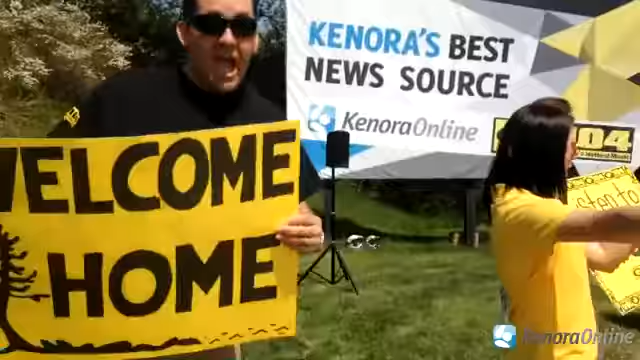 KENORA'S BEST
NEWS SOURCE
KenoraOnline
104
WELCOME
HOME
KenoraOnline